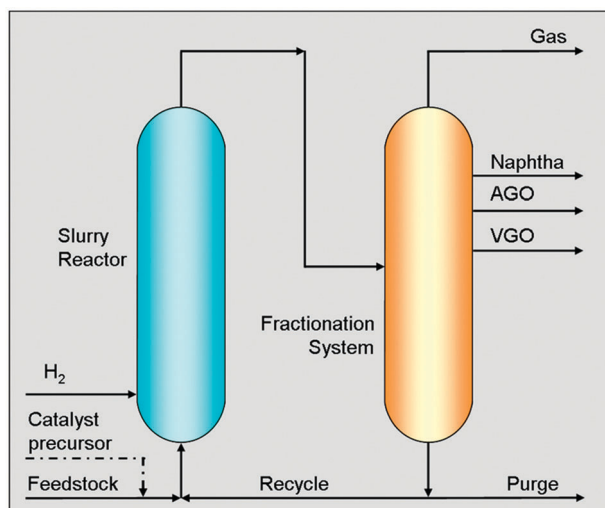 Gas
Naphtha
AGO
VGO
Slurry
Reactor
Fractionation
System
H₂
Catalyst
precursor
Feedstock
Recycle
Purge